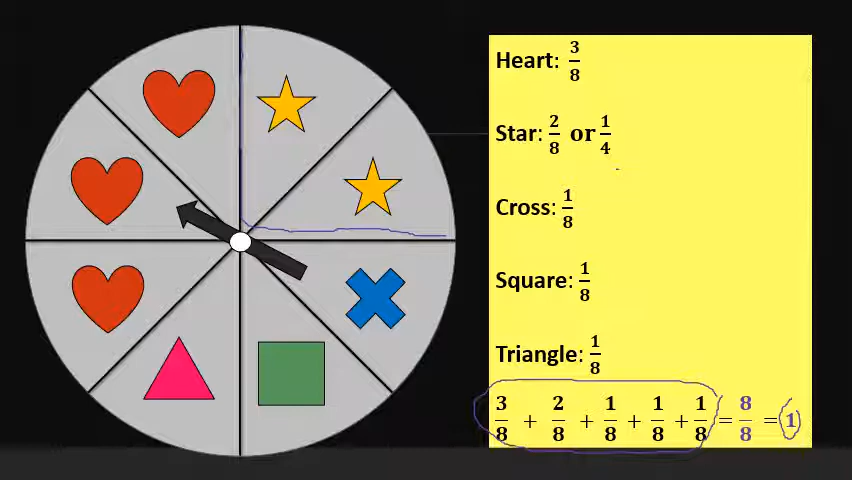 Heart: 3/8
Star: 2/8 or 1/4
Cross: 1/8
Square: 1/8
Triangle: 1/8
3/8 + 2/8 + 1/8 + 1/8 + 1/8 = 8/8 = 1